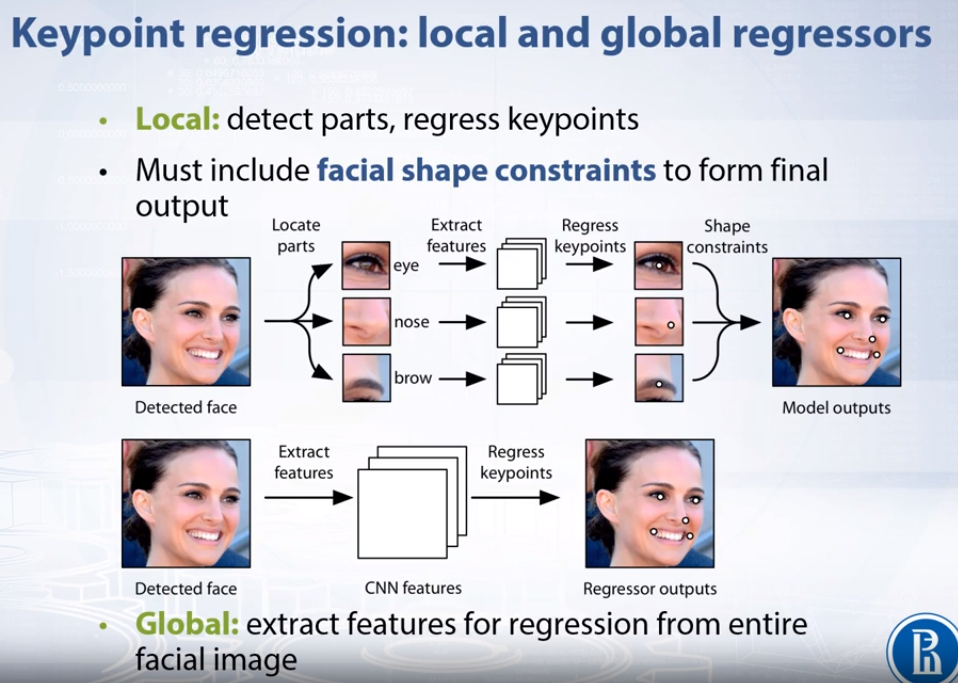 Keypoint regression: local and global regressors
• Local: detect parts, regress keypoints
• Must include facial shape constraints to form final
output
Locate
parts
Extract
features
Regress
keypoints
Shape
constraints
eye
nose
brow
Detected face
Model outputs
Extract
features
Regress
keypoints
Detected face
CNN features
Regressor outputs
• Global: extract features for regression from entire
facial image